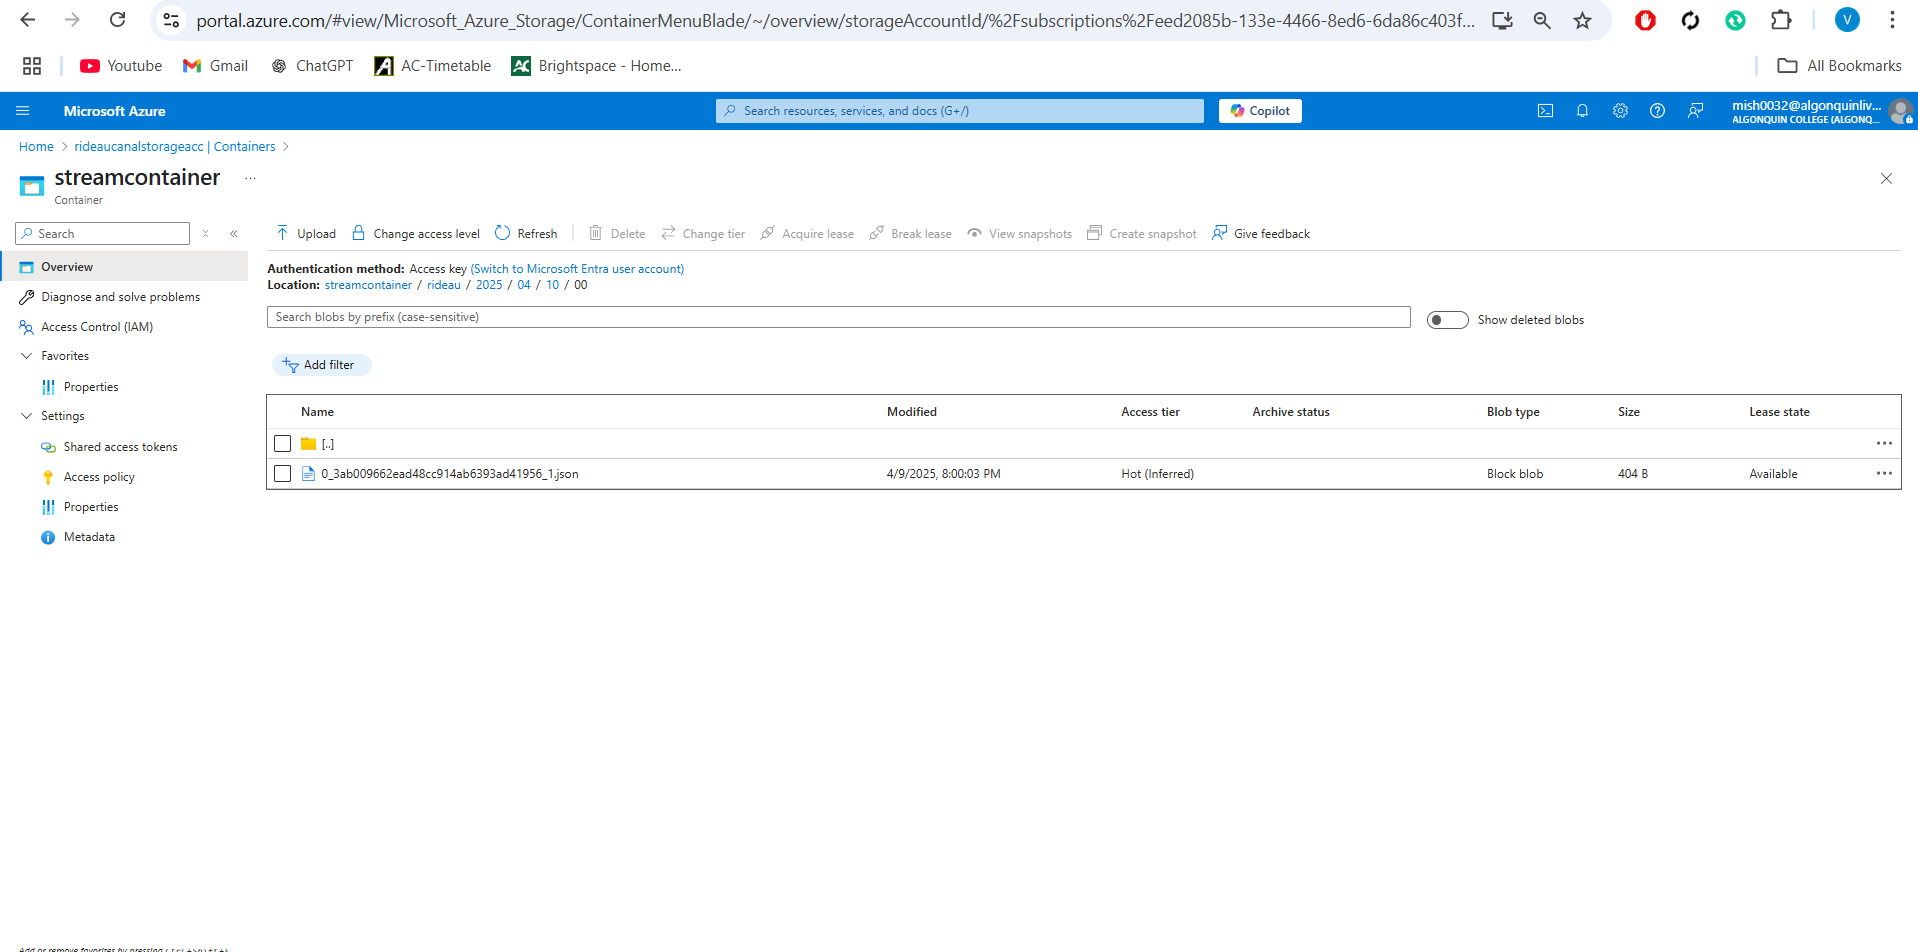 portal.azure.com/#view/Microsoft_Azure_Storage/ContainerMenuBlade/~/overview/storageAccountId/%2Fsubscriptions%2Feed2085b-133e-4466-8ed6-6da86c403f...
V
Youtube Gmail ChatGPT AC-Timetable Brightspace - Home... All Bookmarks
Microsoft Azure Search resources, services, and docs (G+/) Copilot mish0032@algonquinliv...
ALGONQUIN COLLEGE (ALGONQ...
Home > rideaucanalstorageacc | Containers >
streamcontainer ...
Container
Search Upload Change access level Refresh Delete Change tier Acquire lease Break lease View snapshots Create snapshot Give feedback
Overview
Diagnose and solve problems
Access Control (IAM)
Favorites
Properties
Settings
Shared access tokens
Access policy
Properties
Metadata
Authentication method: Access key (Switch to Microsoft Entra user account)
Location: streamcontainer / rideau / 2025 / 04 / 10 / 00
Search blobs by prefix (case-sensitive) Show deleted blobs
Add filter
Name Modified Access tier Archive status Blob type Size Lease state
[..]
0_3ab009662ead48cc914ab6393ad41956_1.json 4/9/2025, 8:00:03 PM Hot (Inferred) Block blob 404 B Available
Add or remove favorites by pressing